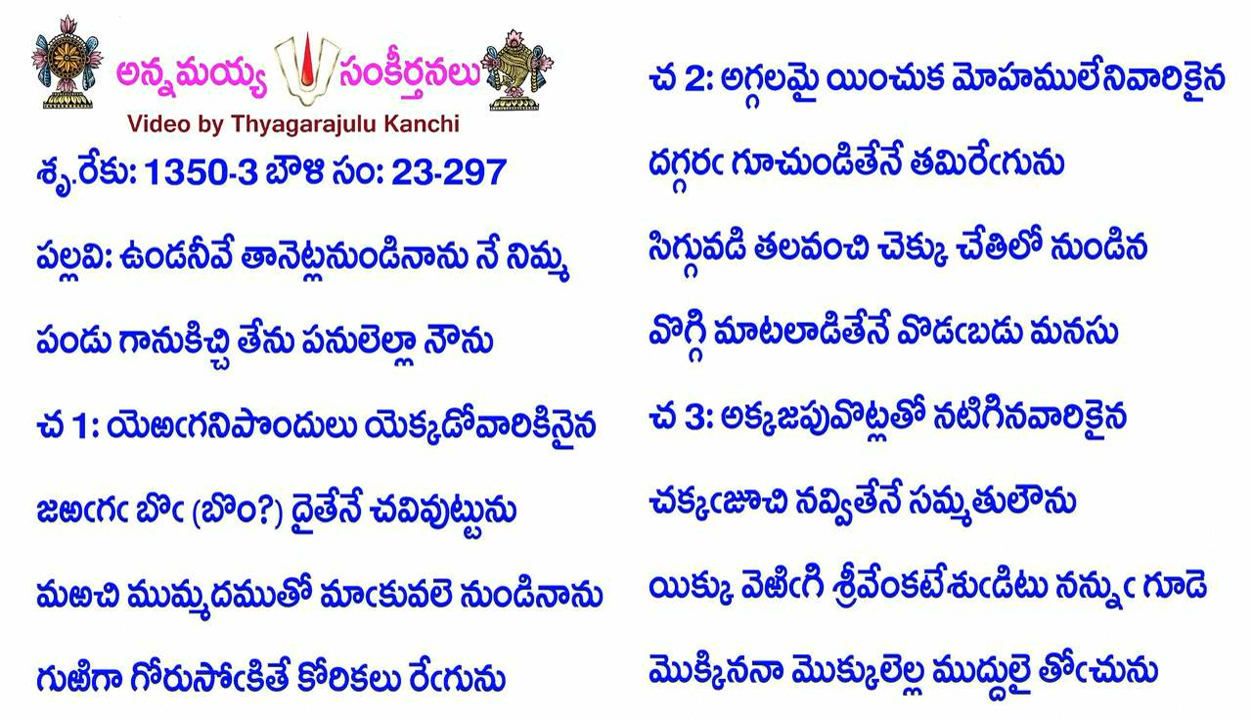 అన్నమయ్య సంకీర్తనలు
Video by Thyagarajulu Kanchi
శృ.రేకు: 1350-3 బౌళి సం: 23-297
పల్లవి: ఉండనీవే తానెట్లనుండినాను నే నిమ్మ
పండు గానుకిచ్చి తేను పనులెల్లా నౌను
చ 1: యెఱఁగనిపొందులు యెక్కడోవారికినైన
జఱఁగఁ బొఁ (బొం?) దైతేనే చవివుట్టును
మఱచి ముమ్మదముతో మాఁకువలె నుండినాను
గుఱిగా గోరుసోఁకితే కోరికలు రేఁగును
చ 2: అగ్గలమై యించుక మోహములేనివారికైన
దగ్గరఁ గూచుండితేనే తమిరేఁగును
సిగ్గువడి తలవంచి చెక్కు చేతిలో నుండిన
వొగ్గి మాటలాడితేనే వొడఁబడు మనసు
చ 3: అక్కజపువొట్లతో నటిగినవారికైన
చక్కఁజూచి నవ్వితేనే సమ్మతులౌను
యిక్కు వెఱిఁగి శ్రీవేంకటేశుఁడిటు నన్నుఁ గూడె
మొక్కిననా మొక్కులెల్ల ముద్దులై తోఁచును